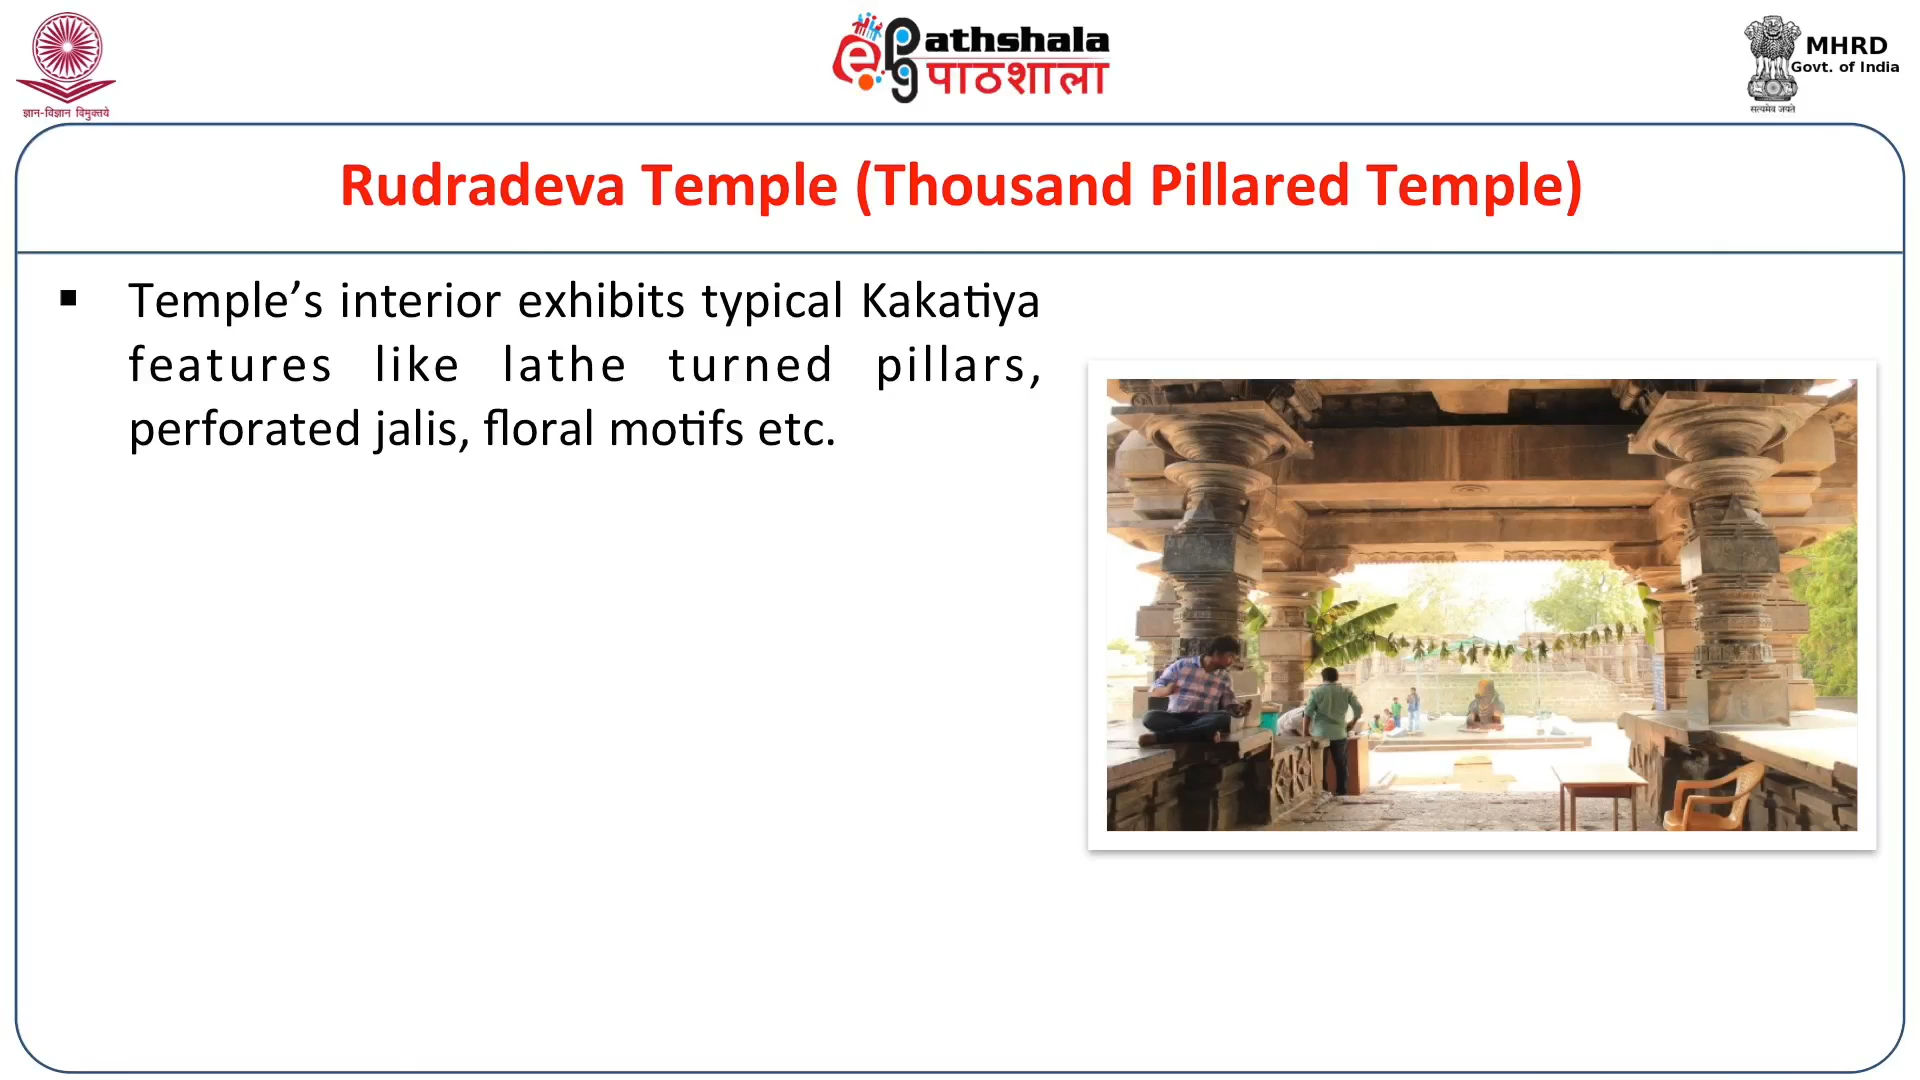 ज्ञान-विज्ञान विमुक्तये
ePathshala
पाठशाला
MHRD
Govt. of India
सत्यमेव जयते
Rudradeva Temple (Thousand Pillared Temple)
▪ Temple’s interior exhibits typical Kakatiya
features like lathe turned pillars,
perforated jalis, floral motifs etc.